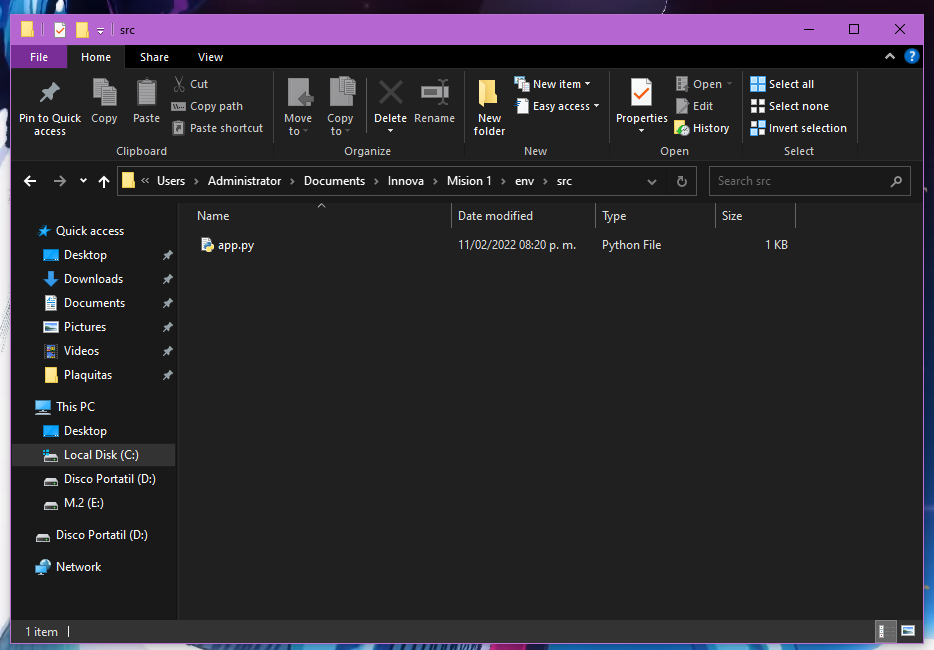 src
File Home Share View
Pin to Quick access
Copy
Paste
Cut
Copy path
Paste shortcut
Clipboard
Move to
Copy to
Delete
Rename
Organize
New folder
New item
Easy access
New
Properties
Open
Edit
History
Open
Select all
Select none
Invert selection
Select
« Users › Administrator › Documents › Innova › Mision 1 › env › src
Search src
Name Date modified Type Size
app.py 11/02/2022 08:20 p. m. Python File 1 KB
Quick access
Desktop
Downloads
Documents
Pictures
Videos
Plaquitas
This PC
Desktop
Local Disk (C:)
Disco Portatil (D:)
M.2 (E:)
Disco Portatil (D:)
Network
1 item